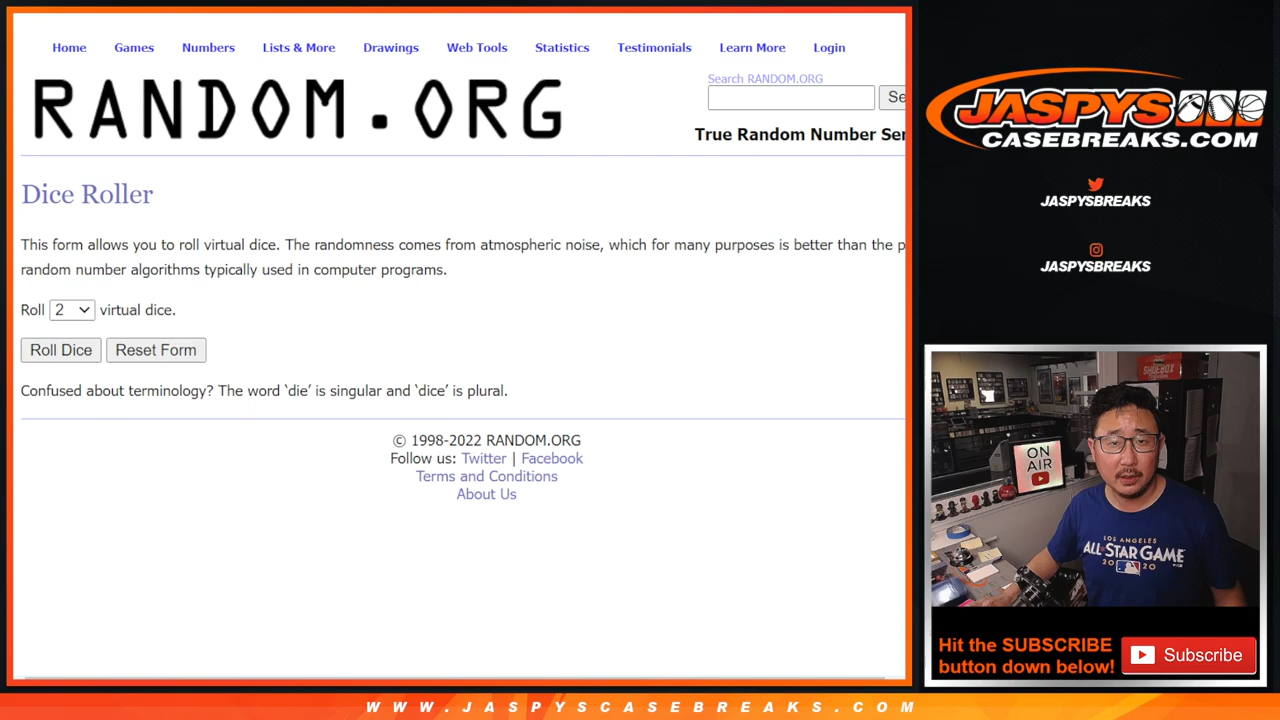 Home Games Numbers Lists & More Drawings Web Tools Statistics Testimonials Learn More Login
RANDOM.ORG
Search RANDOM.ORG
Se
True Random Number Ser
Dice Roller
This form allows you to roll virtual dice. The randomness comes from atmospheric noise, which for many purposes is better than the p
random number algorithms typically used in computer programs.
Roll 2 virtual dice.
Roll Dice Reset Form
Confused about terminology? The word ‘die’ is singular and ‘dice’ is plural.
© 1998-2022 RANDOM.ORG
Follow us: Twitter | Facebook
Terms and Conditions
About Us
JASPYS
CASEBREAKS.COM
JASPYSBREAKS
JASPYSBREAKS
SHOEBOX
ON
AIR
LOS ANGELES
ALL★STAR GAME
2020
Hit the SUBSCRIBE
button down below!
Subscribe
WWW.JASPYSCASEBREAKS.COM